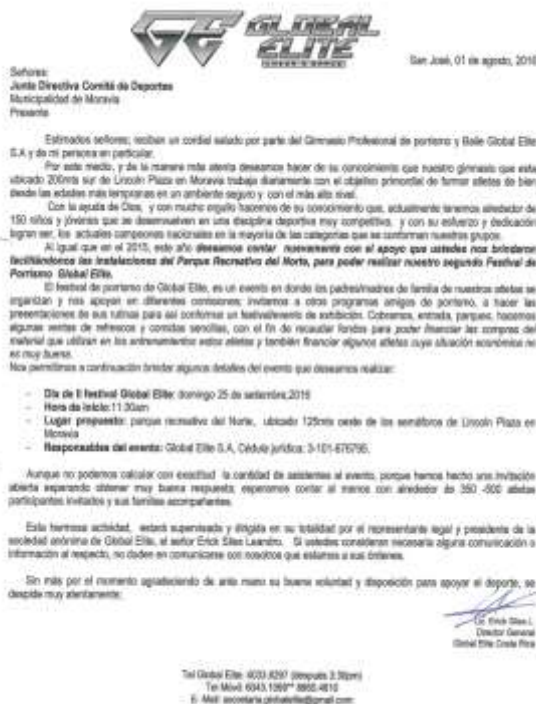 GLOBAL
ELITE
CHEER & DANCE
San José, 01 de agosto, 2016
Señores:
Junta Directiva Comité de Deportes
Municipalidad de Moravia
Presente
Estimados señores; reciban un cordial saludo por parte del Gimnasio Profesional de porrismo y Baile Global Elite
S.A y de mi persona en particular.
Por este medio, y de la manera más atenta deseamos hacer de su conocimiento que nuestro gimnasio que esta
ubicado 200mts sur de Lincoln Plaza en Moravia trabaja diariamente con el objetivo primordial de formar atletas de bien
desde las edades más tempranas en un ambiente seguro y con el más alto nivel.
Con la ayuda de Dios, y con mucho orgullo hacemos de su conocimiento que, actualmente tenemos alrededor de
150 niños y jóvenes que se desenvuelven en una disciplina deportiva muy competitiva, y con su esfuerzo y dedicación
logran ser, los actuales campeones nacionales en la mayoría de las categorías que se conforman nuestros grupos.
Al igual que en el 2015, este año deseamos contar nuevamente con el apoyo que ustedes nos brindaron
facilitándonos las instalaciones del Parque Recreativo del Norte, para poder realizar nuestro segundo Festival de
Porrismo Global Elite.
El festival de porrismo de Global Elite, es un evento en donde los padres/madres de familia de nuestros atletas se
organizan y nos apoyan en diferentes comisiones; invitamos a otros programas amigos de porrismo, a hacer las
presentaciones de sus rutinas para así conformar un festival/evento de exhibición. Cobramos, entrada, parqueo, hacemos
algunas ventas de refrescos y comidas sencillas, con el fin de recaudar fondos para poder financiar las compras del
material que utilizan en los entrenamientos estos atletas y también financiar algunos atletas cuya situación económica no
es muy buena.
Nos permitimos a continuación brindar algunos detalles del evento que deseamos realizar:
- Día de II festival Global Elite: domingo 25 de setiembre,2016
- Hora de inicio:11:30am
- Lugar propuesto: parque recreativo del Norte, ubicado 125mts oeste de los semáforos de Lincoln Plaza en
Moravia
- Responsables del evento: Global Elite S.A, Cédula jurídica: 3-101-676795.
Aunque no podemos calcular con exactitud la cantidad de asistentes al evento, porque hemos hecho una invitación
abierta esperando obtener muy buena respuesta, esperamos contar al menos con alrededor de 350 -500 atletas
participantes invitados y sus familias acompañantes.
Esta hermosa actividad, estará supervisada y dirigida en su totalidad por el representante legal y presidente de la
sociedad anónima de Global Elite, el señor Erick Siles Leandro. Si ustedes consideran necesaria alguna comunicación o
información al respecto, no duden en comunicarse con nosotros que estamos a sus órdenes.
Sin más por el momento agradeciendo de ante mano su buena voluntad y disposición para apoyar el deporte, se
despide muy atentamente:
Lic. Erick Siles L.
Director General
Global Elite Costa Rica
Tel Global Elite: 4033.8297 (después 3:30pm)
E- Mail: secretaria.globalelite@gmail.com